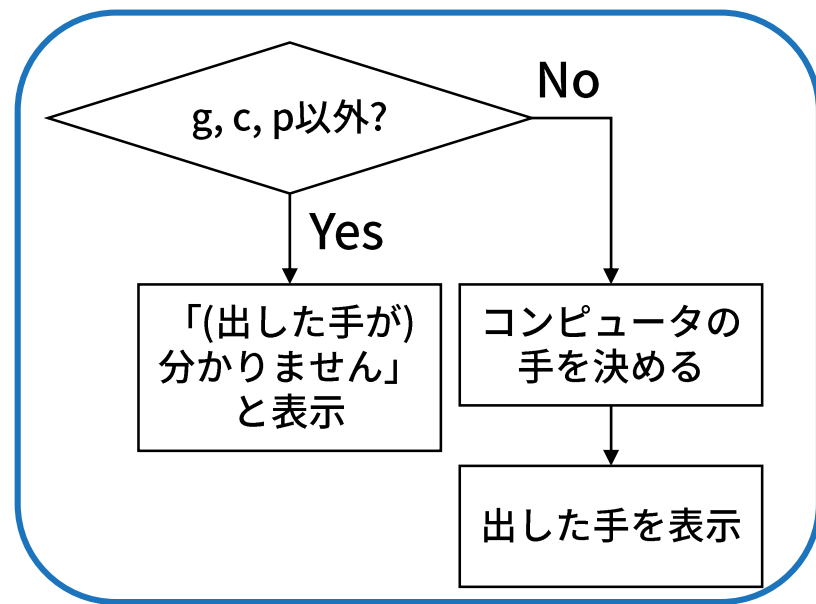 g, c, p以外?
No
Yes
「(出した手が)
分かりません」
と表示
コンピュータの
手を決める
出した手を表示